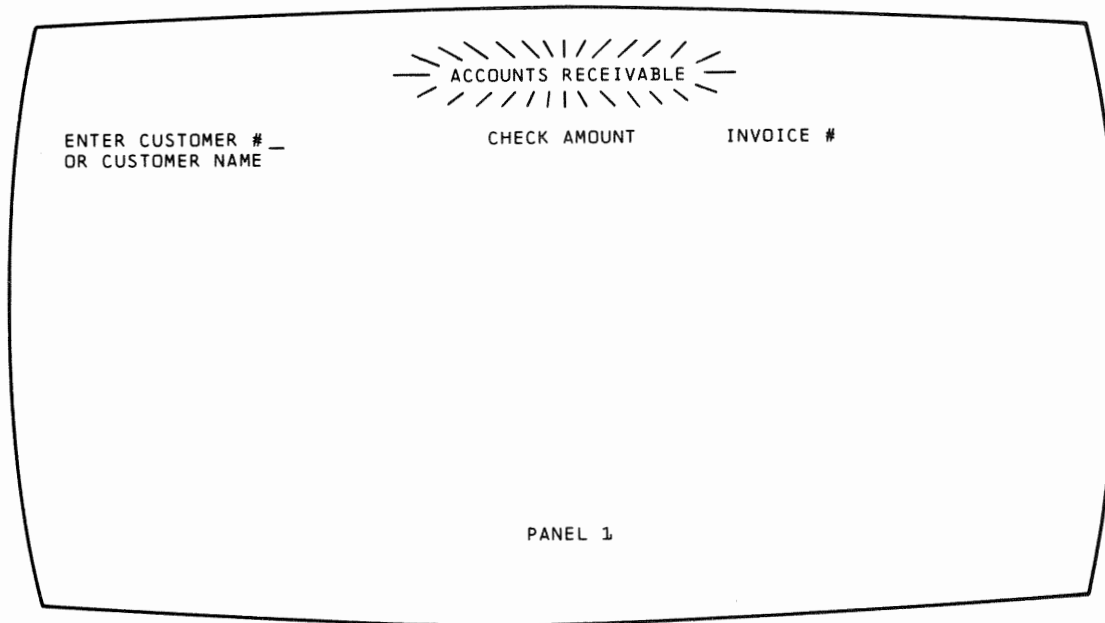 ACCOUNTS RECEIVABLE
ENTER CUSTOMER #_ CHECK AMOUNT INVOICE #
OR CUSTOMER NAME
PANEL 1